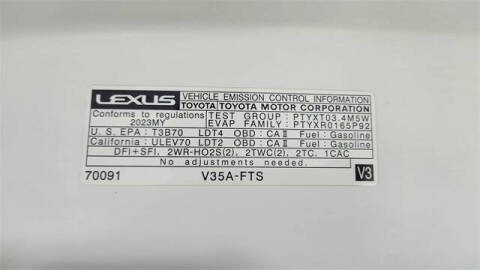 LEXUS VEHICLE EMISSION CONTROL INFORMATION
TOYOTA TOYOTA MOTOR CORPORATION
Conforms to regulations TEST GROUP: PTYXT03.4M5W
2023MY EVAP FAMILY: PTYXR0165P92
U. S. EPA : T3B70 LDT4 OBD : CA II Fuel: Gasoline
California: ULEV70 LDT2 OBD : CA II Fuel: Gasoline
DFI+SFI, 2WR-HO2S(2), 2TWC(2), 2TC, 1CAC
No adjustments needed.
70091 V35A-FTS V3